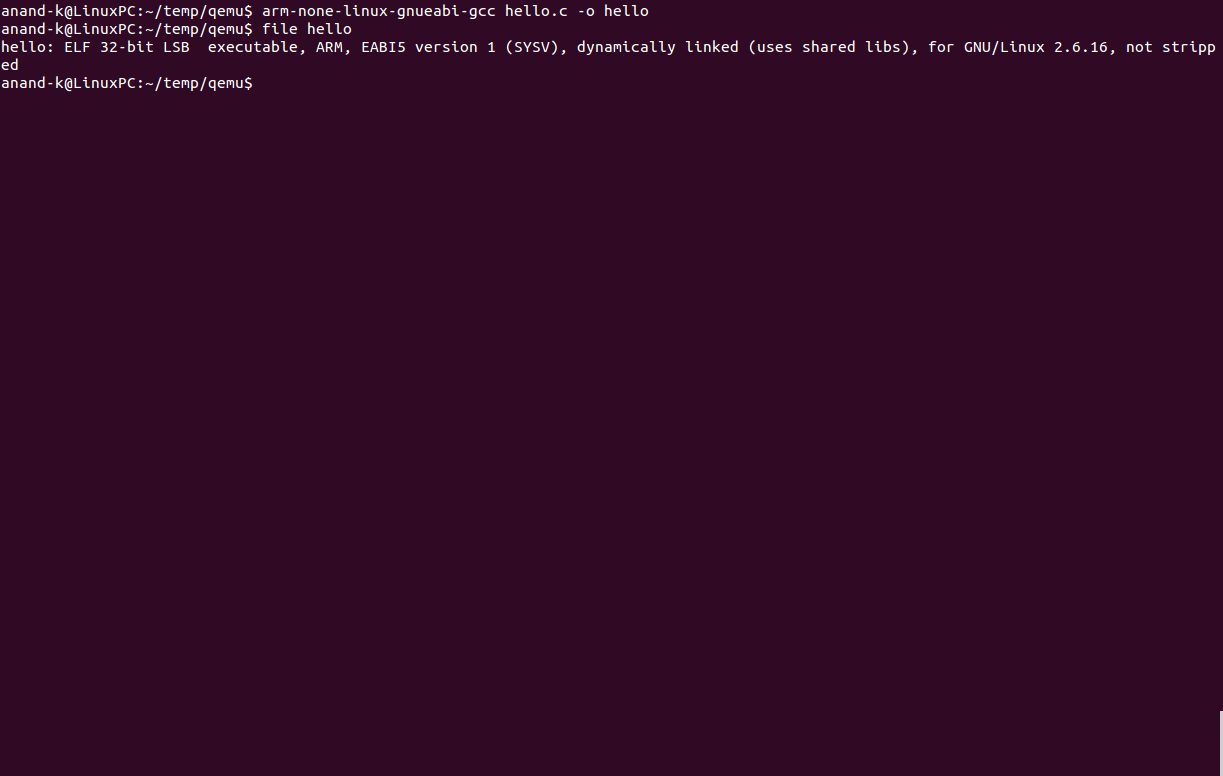 anand-k@LinuxPC:~/temp/qemu$ arm-none-linux-gnueabi-gcc hello.c -o hello
anand-k@LinuxPC:~/temp/qemu$ file hello
hello: ELF 32-bit LSB  executable, ARM, EABI5 version 1 (SYSV), dynamically linked (uses shared libs), for GNU/Linux 2.6.16, not stripp
ed
anand-k@LinuxPC:~/temp/qemu$